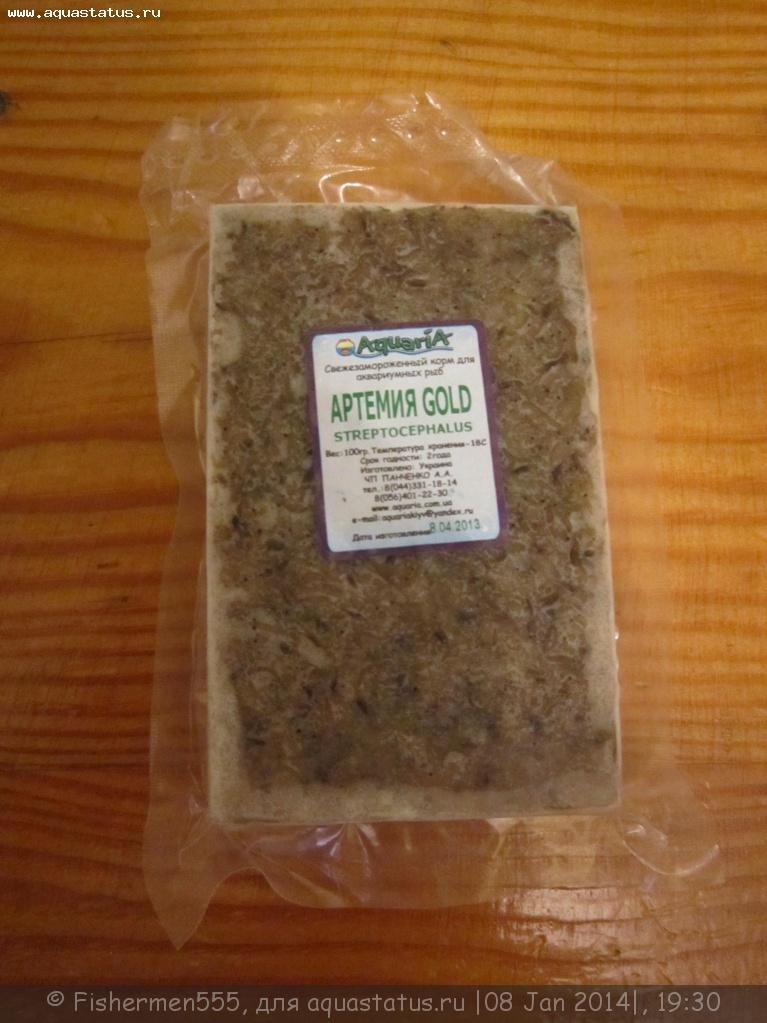 www.aquastatus.ru
AquariA
Свежезамороженный корм для
аквариумных рыб
АРТЕМИЯ GOLD
STREPTOCEPHALUS
Вес:100гр. Температура хранения-18С
Срок годности: 2года
Изготовлено: Украина
ЧП ПАНЧЕНКО А.А.
тел.:8(044)331-18-14
8(056)401-22-30
www.aquaria.com.ua
e-mail:aquariakiyv@yandex.ru
Дата изготовления 8.04.2013
© Fishermen555, для aquastatus.ru |08 Jan 2014|, 19:30